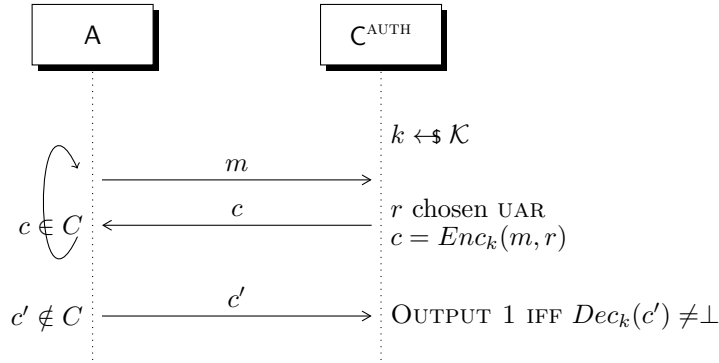 A
C^AUTH
k ←$ 𝒦
m
c
r chosen UAR
c ∈ C
c = Enc_k(m, r)
c′ ∉ C
c′
OUTPUT 1 IFF Dec_k(c′) ≠⊥